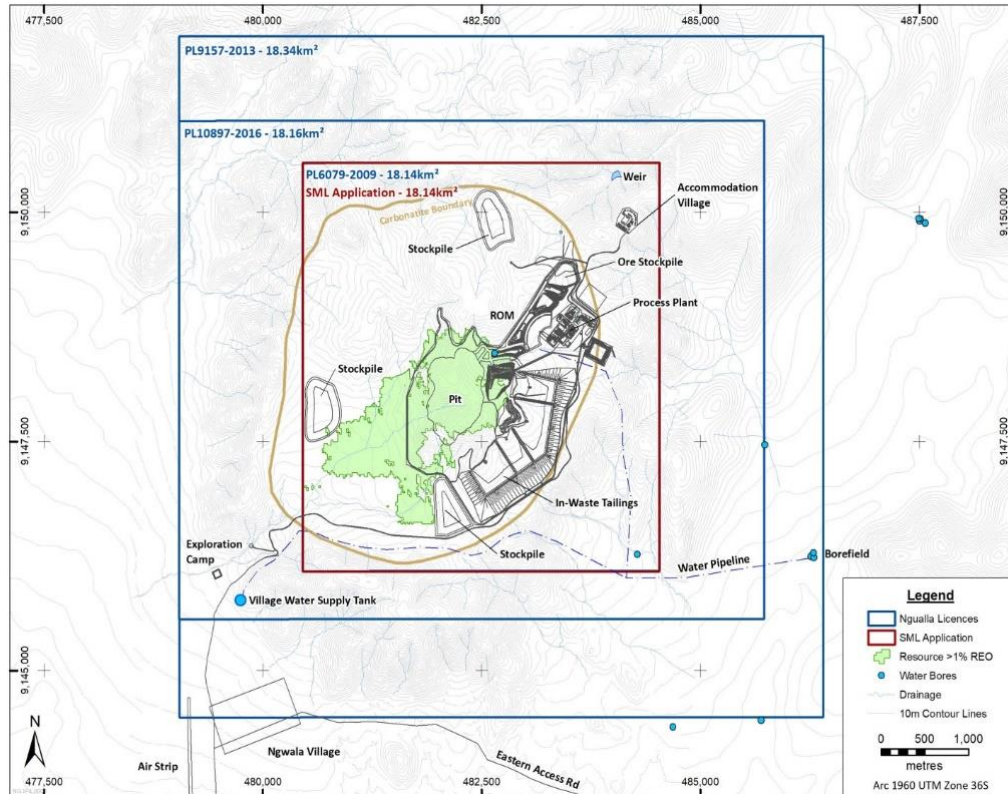 477,500
480,000
482,500
485,000
487,500
PL9157-2013 - 18.34km²
PL10897-2016 - 18.16km²
PL6079-2009 - 18.14km²
SML Application - 18.14km²
Weir
Accommodation
Village
9,150,000
9,150,000
Carbonatite Boundary
Stockpile
Ore Stockpile
Process Plant
ROM
Stockpile
Pit
9,147,500
9,147,500
In-Waste Tailings
Exploration
Camp
Stockpile
Water Pipeline
Borefield
Village Water Supply Tank
Legend
Ngualla Licences
SML Application
Resource >1% REO
Water Bores
Drainage
10m Contour Lines
0 500 1,000
metres
Arc 1960 UTM Zone 36S
9,145,000
N
Ngwala Village
Air Strip
Eastern Access Rd
477,500
480,000
482,500
485,000